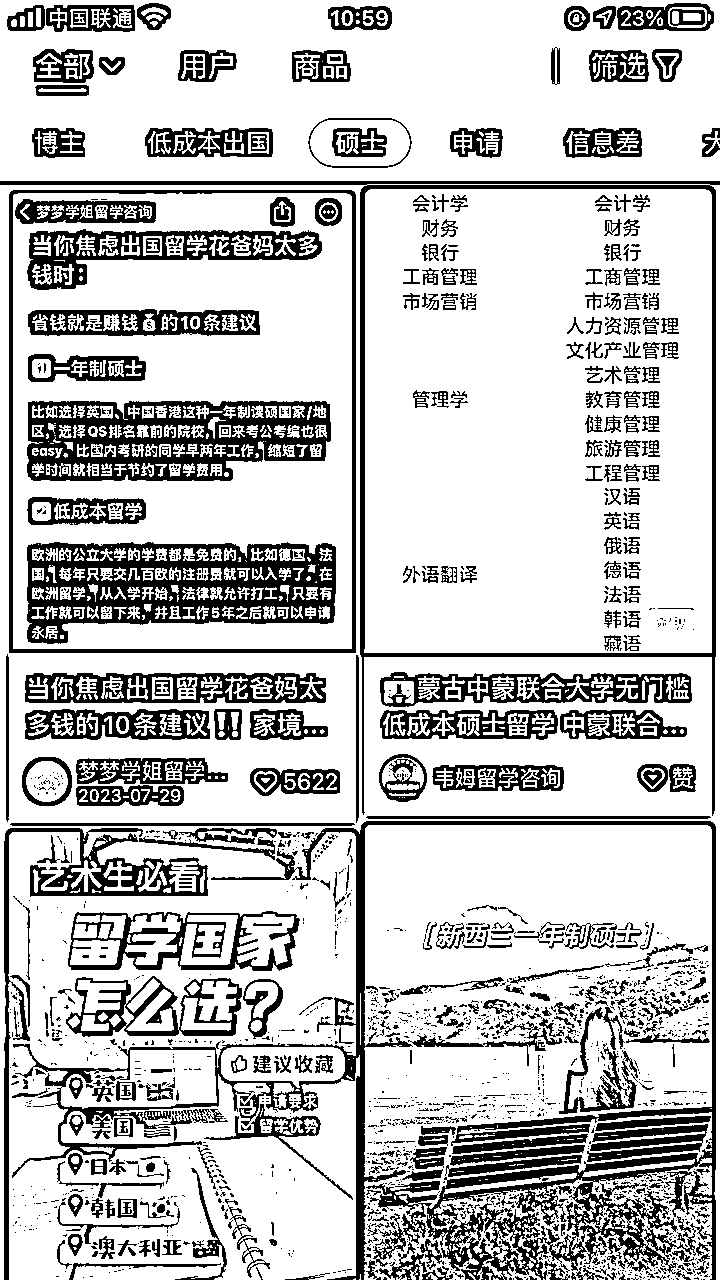 中国联通
10:59
23%
全部
用户
商品
筛选
博主
低成本出国
硕士
申请
信息差
梦梦学姐留学咨询
当你焦虑出国留学花爸妈太多
钱时:
省钱就是赚钱💰的10条建议
一年制硕士
比如选择英国、中国香港这种一年制读硕国家/地
区,选择QS排名靠前的院校,回来考公考编也很
easy、比国内考研的同学早两年工作,缩短了留
学时间就相当于节约了留学费用。
低成本留学
欧洲的公立大学的学费都是免费的,比如德国、法
国,每年只要交几百欧的注册费就可以入学了。在
欧洲留学,从入学开始,法律就允许打工,只要有
工作就可以留下来,并且工作5年之后就可以申请
永居。
当你焦虑出国留学花爸妈太
多钱的10条建议‼️ 家境...
梦梦学姐留学...
2023-07-29
5622
会计学 会计学
财务 财务
银行 银行
工商管理 工商管理
市场营销 市场营销
人力资源管理
文化产业管理
艺术管理
管理学 教育管理
健康管理
旅游管理
工程管理
汉语
英语
俄语
外语翻译 德语
法语
韩语
藏语
蒙古中蒙联合大学无门槛
低成本硕士留学 中蒙联合...
韦姆留学咨询
赞
艺术生必看
留学国家
怎么选?
建议收藏
英国
申请要求
美国
留学优势
日本
韩国
澳大利亚
[新西兰一年制硕士]